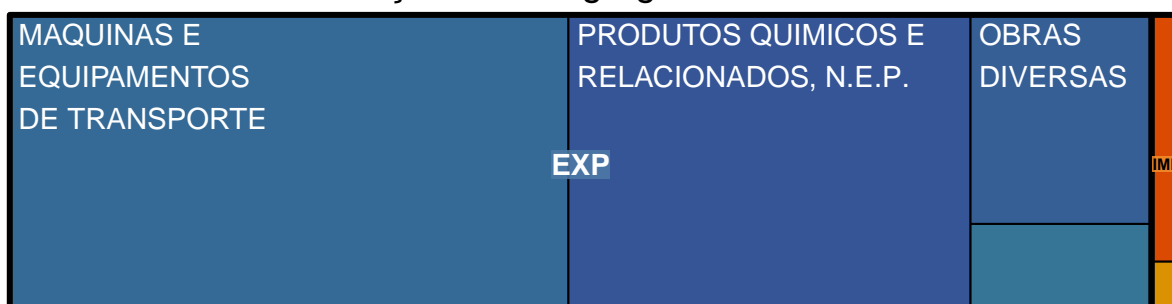 MAQUINAS E
EQUIPAMENTOS
DE TRANSPORTE
PRODUTOS QUIMICOS E
RELACIONADOS, N.E.P.
OBRAS
DIVERSAS
EXP